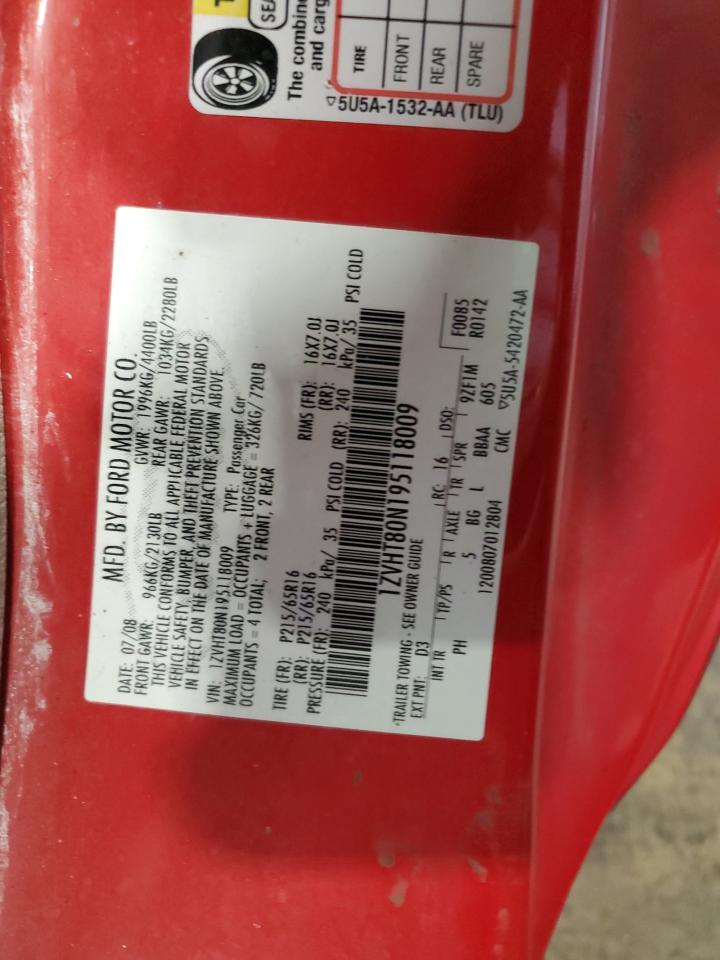 T
SEA
The combine
and carg
TIRE
FRONT
REAR
SPARE
▽5U5A-1532-AA (TLU)
MFD. BY FORD MOTOR CO.
DATE: 07/08 GVWR: 1996KG/4400LB
FRONT GAWR: 966KG/2130LB REAR GAWR: 1034KG/2280LB
THIS VEHICLE CONFORMS TO ALL APPLICABLE FEDERAL MOTOR
VEHICLE SAFETY, BUMPER, AND THEFT PREVENTION STANDARDS
IN EFFECT ON THE DATE OF MANUFACTURE SHOWN ABOVE.
VIN: 1ZVHT80N195118009 TYPE: Passenger Car
MAXIMUM LOAD = OCCUPANTS + LUGGAGE = 326KG/ 720LB
OCCUPANTS = 4 TOTAL; 2 FRONT, 2 REAR
TIRE (FR): P215/65R16 RIMS (FR): 16X7.0J
(RR): P215/65R16 (RR): 16X7.0J
PRESSURE (FR): 240 kPa/ 35 PSI COLD (RR): 240 kPa/ 35 PSI COLD
1ZVHT80N195118009
*TRAILER TOWING - SEE OWNER GUIDE
EXT PNT: D3 RC: 16 DSO: F0085
INT TR TP/PS R AXLE TR SPR 9ZF1M R0142
PH 5 BG L BBAA 605
1200807012804 CMC ▽5U5A-5420472-AA